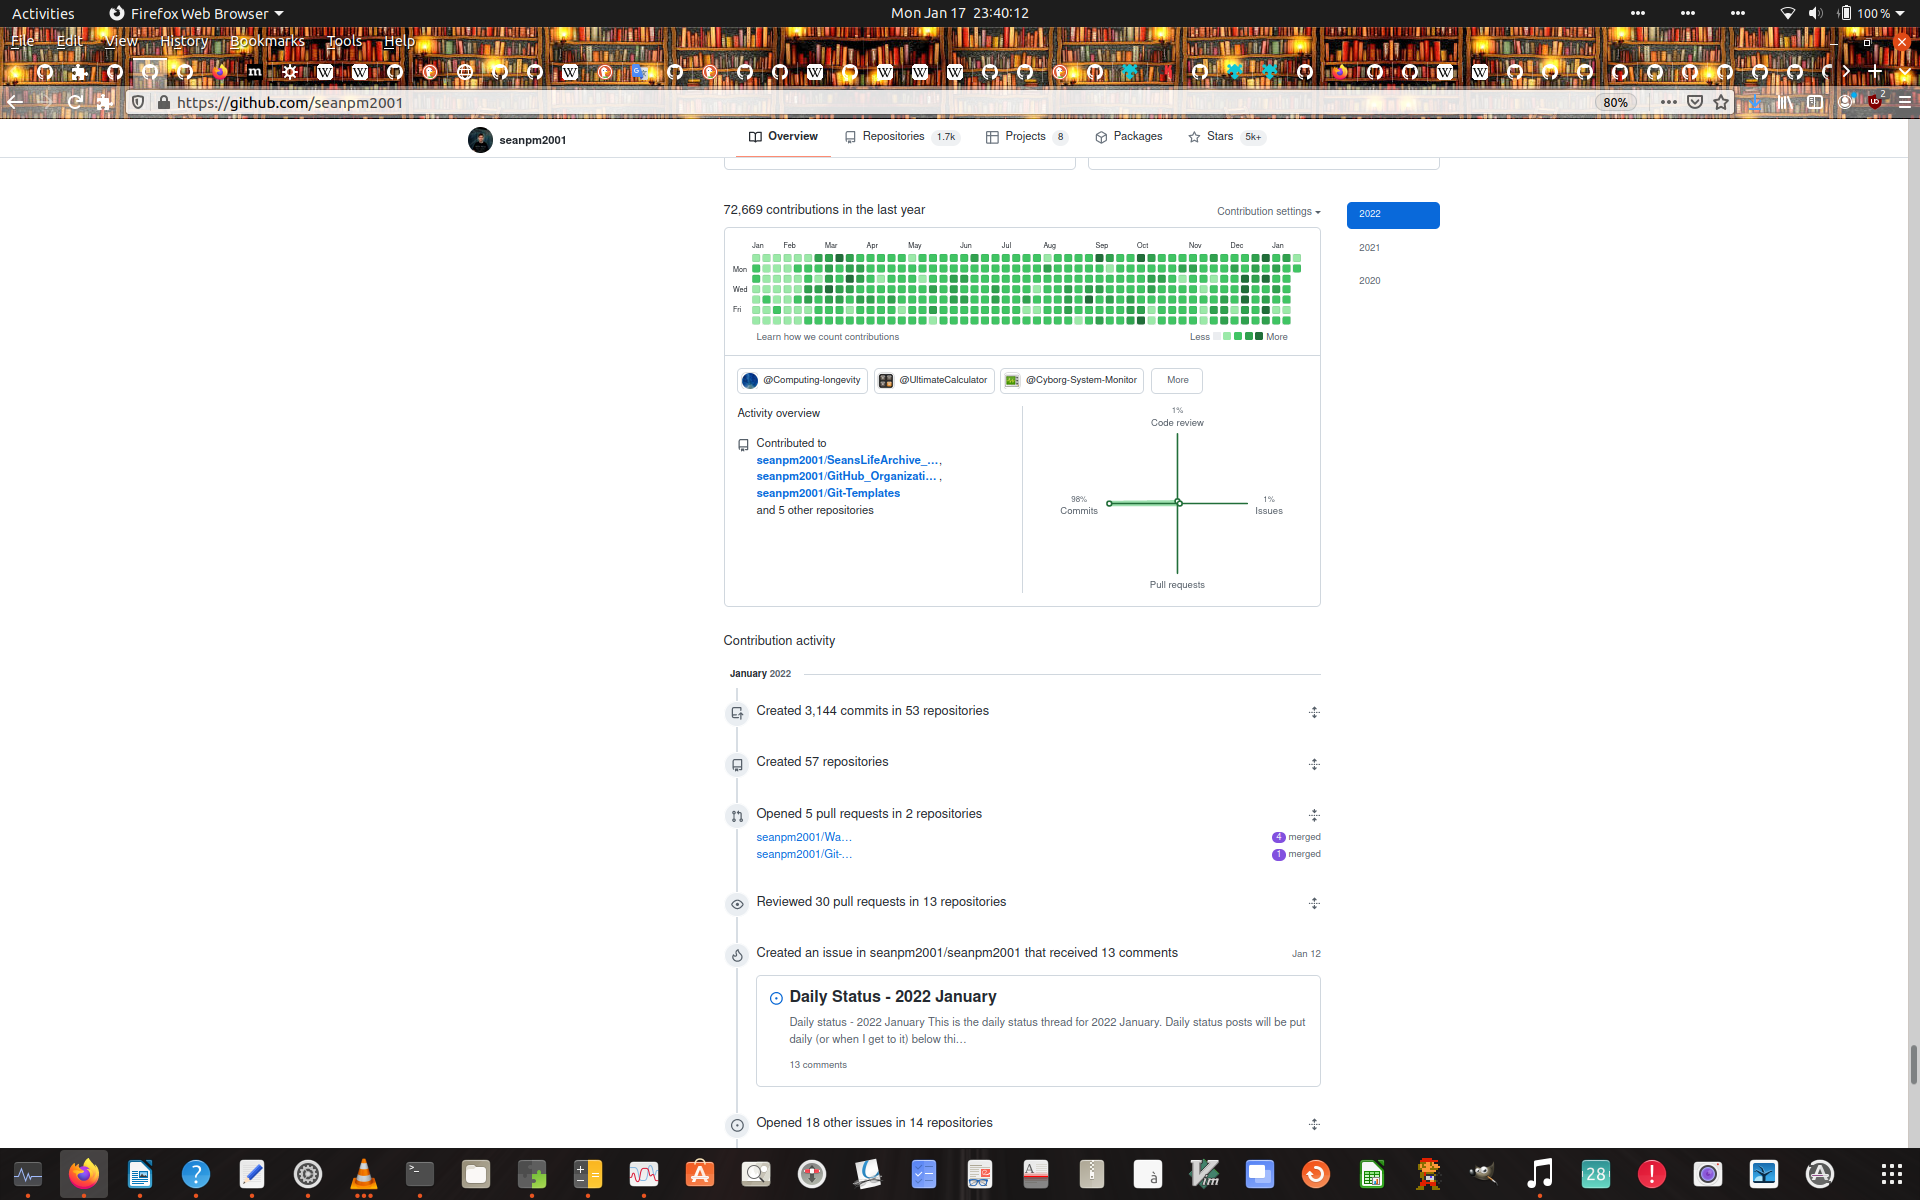 Activities
Firefox Web Browser
Mon Jan 17 23:40:12
100 %
File Edit View History Bookmarks Tools Help
https://github.com/seanpm2001
80%
2
seanpm2001
Overview
Repositories 1.7k
Projects 8
Packages
Stars 5k+
72,669 contributions in the last year
Contribution settings
2022
2021
2020
Jan Feb Mar Apr May Jun Jul Aug Sep Oct Nov Dec Jan
Mon
Wed
Fri
Learn how we count contributions
Less More
@Computing-longevity
@UltimateCalculator
@Cyborg-System-Monitor
More
Activity overview
Contributed to
seanpm2001/SeansLifeArchive_…,
seanpm2001/GitHub_Organizati… ,
seanpm2001/Git-Templates
and 5 other repositories
1%
Code review
98%
Commits
1%
Issues
Pull requests
Contribution activity
January 2022
Created 3,144 commits in 53 repositories
Created 57 repositories
Opened 5 pull requests in 2 repositories
seanpm2001/Wa…
4 merged
seanpm2001/Git-…
1 merged
Reviewed 30 pull requests in 13 repositories
Created an issue in seanpm2001/seanpm2001 that received 13 comments
Jan 12
Daily Status - 2022 January
Daily status - 2022 January This is the daily status thread for 2022 January. Daily status posts will be put
daily (or when I get to it) below thi…
13 comments
Opened 18 other issues in 14 repositories
28